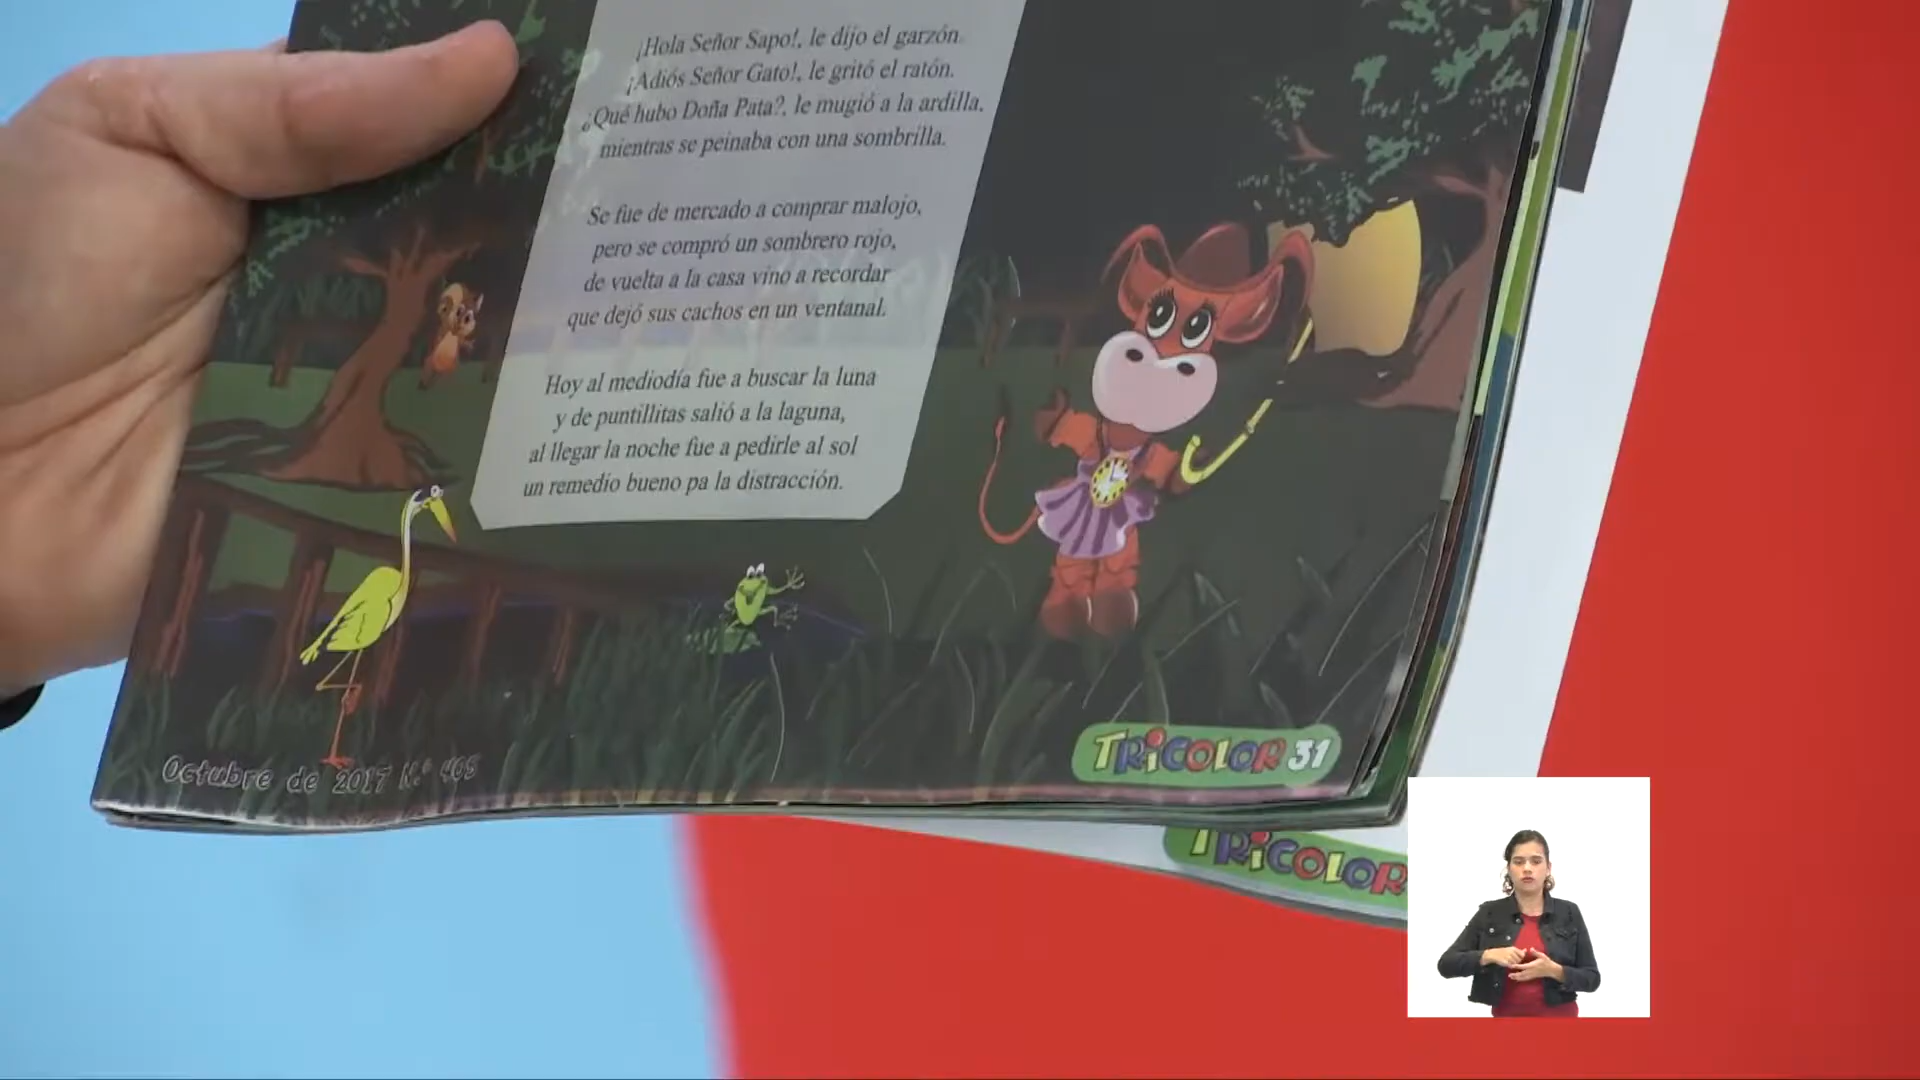 ¡Hola Señor Sapo!, le dijo el garzón.
¡Adiós Señor Gato!, le gritó el ratón.
¿Qué hubo Doña Pata?, le mugió a la ardilla,
mientras se peinaba con una sombrilla.
Se fue de mercado a comprar malojo,
pero se compró un sombrero rojo,
de vuelta a la casa vino a recordar
que dejó sus cachos en un ventanal.
Hoy al mediodía fue a buscar la luna
y de puntillitas salió a la laguna,
al llegar la noche fue a pedirle al sol
un remedio bueno pa la distracción.
Octubre de 2017 N.º 465
TRiCOLOR 31
TRiCOLOR